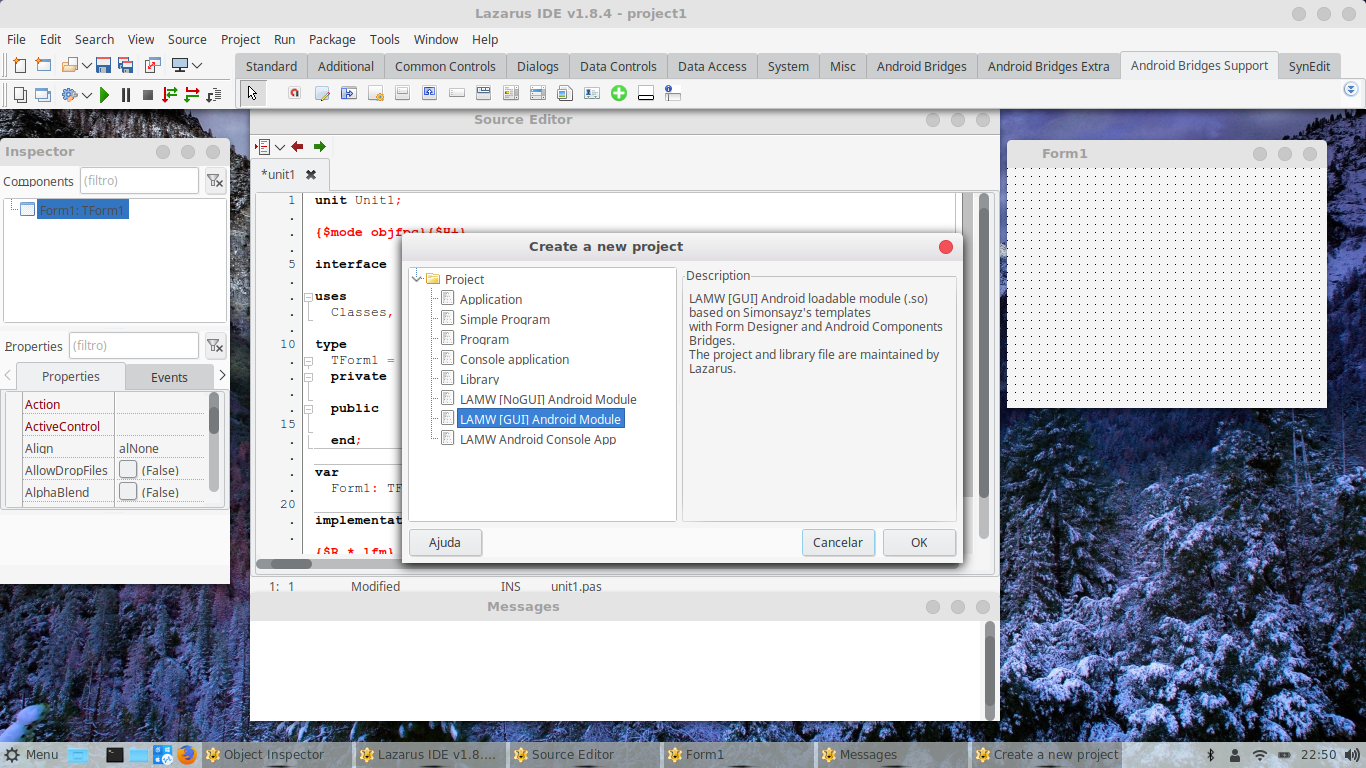 Lazarus IDE v1.8.4 - project1
File Edit Search View Source Project Run Package Tools Window Help
Standard Additional Common Controls Dialogs Data Controls Data Access System Misc Android Bridges Android Bridges Extra Android Bridges Support SynEdit
Inspector
Components (filtro)
Form1: TForm1
Properties (filtro)
Properties Events
Action
ActiveControl
Align alNone
AllowDropFiles (False)
AlphaBlend (False)
Source Editor
*unit1
1 unit Unit1;
. {$mode objfpc}{$H+}
5 interface
. uses
. Classes,
10 type
. TForm1 =
. private
. public
15
. end;
. var
. Form1: TF
20
. implementat
. {$R *.lfm}
1: 1 Modified INS unit1.pas
Create a new project
Project
Application
Simple Program
Program
Console application
Library
LAMW [NoGUI] Android Module
LAMW [GUI] Android Module
LAMW Android Console App
Description
LAMW [GUI] Android loadable module (.so)
based on Simonsayz's templates
with Form Designer and Android Components
Bridges.
The project and library file are maintained by
Lazarus.
Ajuda Cancelar OK
Form1
Messages
Menu Object Inspector Lazarus IDE v1.8.... Source Editor Form1 Messages Create a new project 22:50